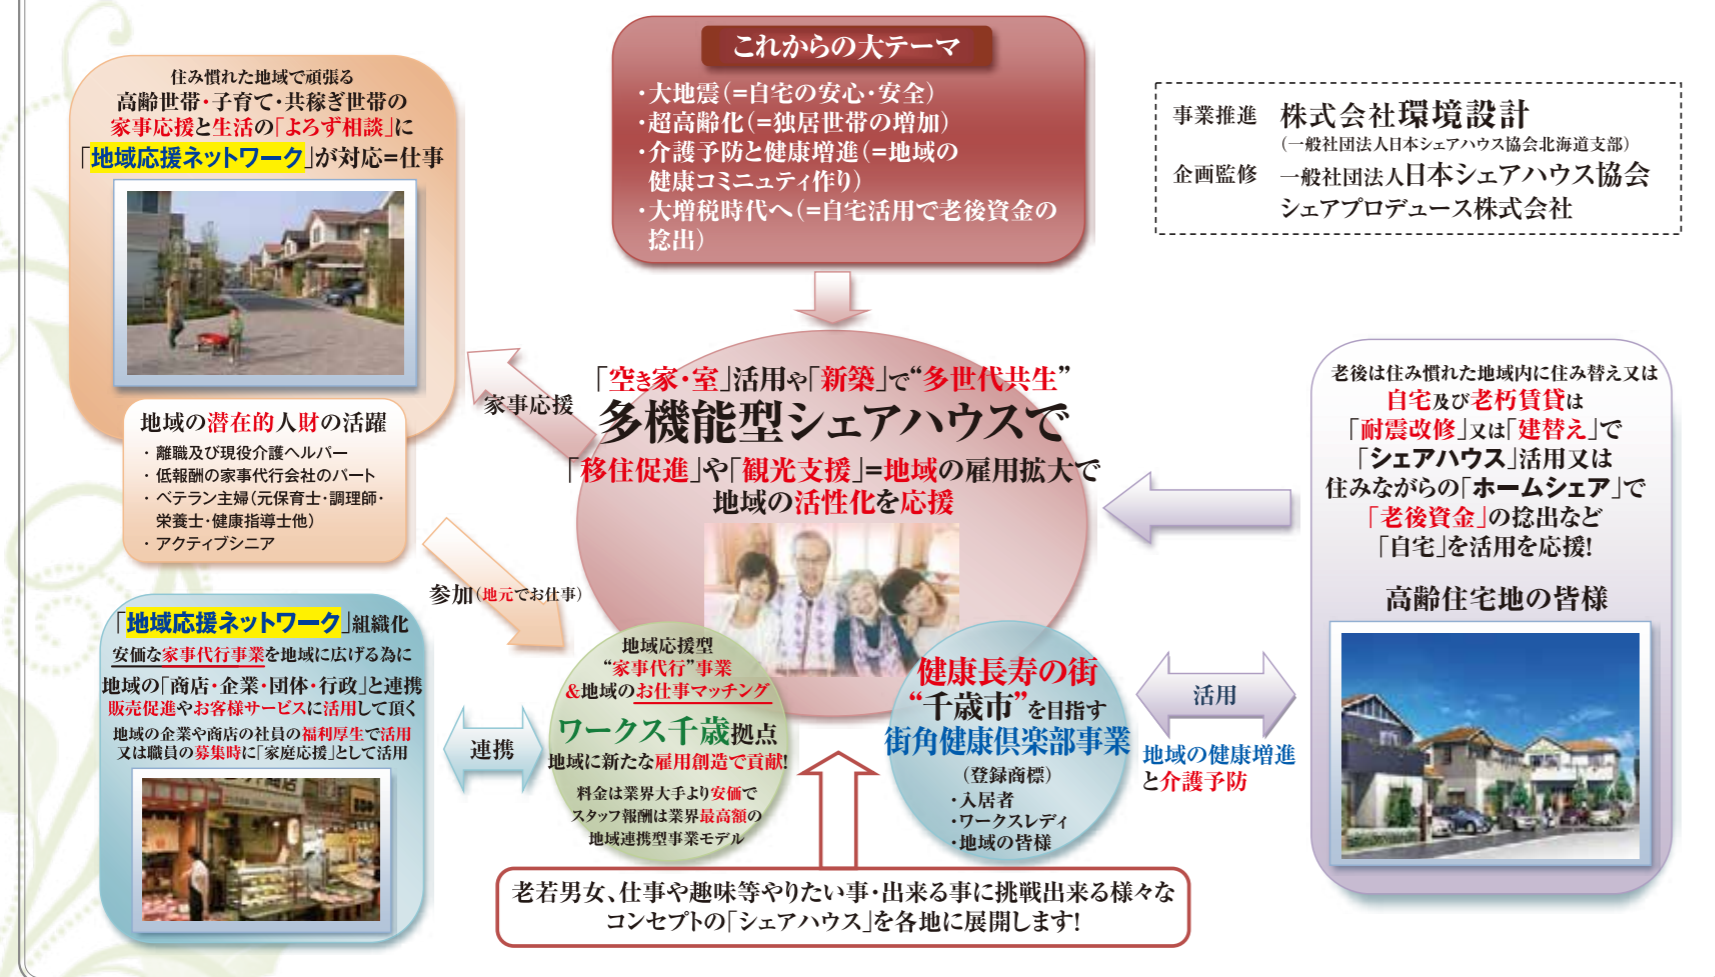 これからの大テーマ
・大地震(=自宅の安心・安全)
・超高齢化(=独居世帯の増加)
・介護予防と健康増進(=地域の
健康コミニュティ作り)
・大増税時代へ(=自宅活用で老後資金の
捻出)
事業推進 株式会社環境設計
(一般社団法人日本シェアハウス協会北海道支部)
企画監修 一般社団法人日本シェアハウス協会
シェアプロデュース株式会社
住み慣れた地域で頑張る
高齢世帯・子育て・共稼ぎ世帯の
家事応援と生活の「よろず相談」に
「地域応援ネットワーク」が対応=仕事
地域の潜在的人財の活躍
・離職及び現役介護ヘルパー
・低報酬の家事代行会社のパート
・ベテラン主婦(元保育士・調理師・
栄養士・健康指導士他)
・アクティブシニア
家事応援
「空き家・室」活用や「新築」で“多世代共生”
多機能型シェアハウスで
「移住促進」や「観光支援」=地域の雇用拡大で
地域の活性化を応援
老後は住み慣れた地域内に住み替え又は
自宅及び老朽賃貸は
「耐震改修」又は「建替え」で
「シェアハウス」活用又は
住みながらの「ホームシェア」で
「老後資金」の捻出など
「自宅」を活用を応援!
高齢住宅地の皆様
参加(地元でお仕事)
「地域応援ネットワーク」組織化
安価な家事代行事業を地域に広げる為に
地域の「商店・企業・団体・行政」と連携
販売促進やお客様サービスに活用して頂く
地域の企業や商店の社員の福利厚生で活用
又は職員の募集時に「家庭応援」として活用
連携
地域応援型
“家事代行”事業
&地域のお仕事マッチング
ワークス千歳拠点
地域に新たな雇用創造で貢献!
料金は業界大手より安価で
スタッフ報酬は業界最高額の
地域連携型事業モデル
健康長寿の街
“千歳市”を目指す
街角健康倶楽部事業
(登録商標)
・入居者
・ワークスレディ
・地域の皆様
活用
地域の健康増進
と介護予防
老若男女、仕事や趣味等やりたい事・出来る事に挑戦出来る様々な
コンセプトの「シェアハウス」を各地に展開します!